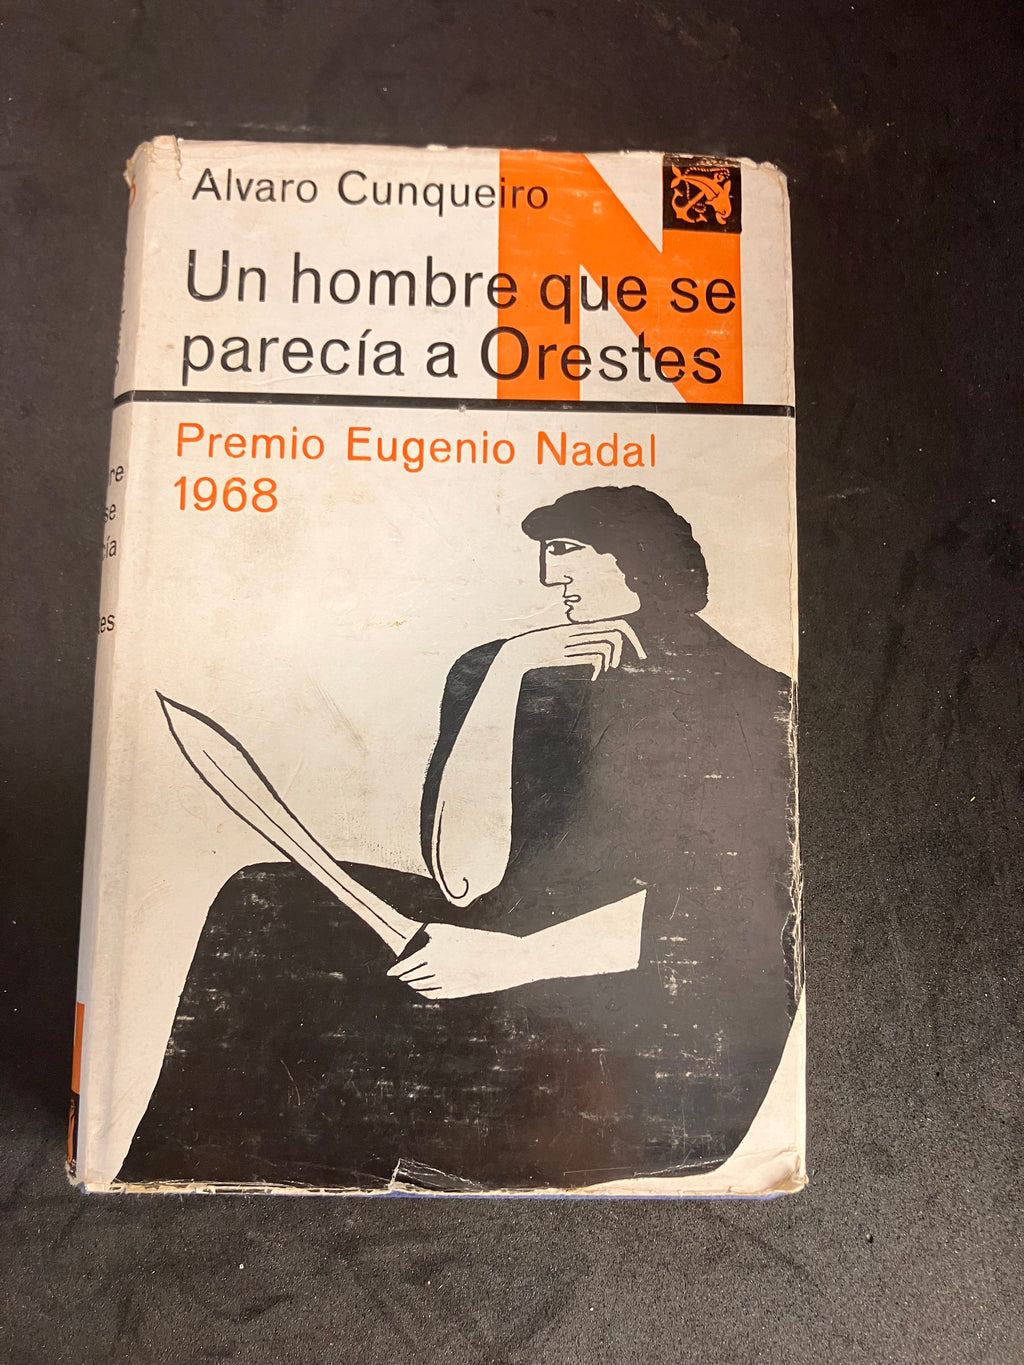 Alvaro Cunqueiro
N
Un hombre que se
parecía a Orestes
Premio Eugenio Nadal
1968